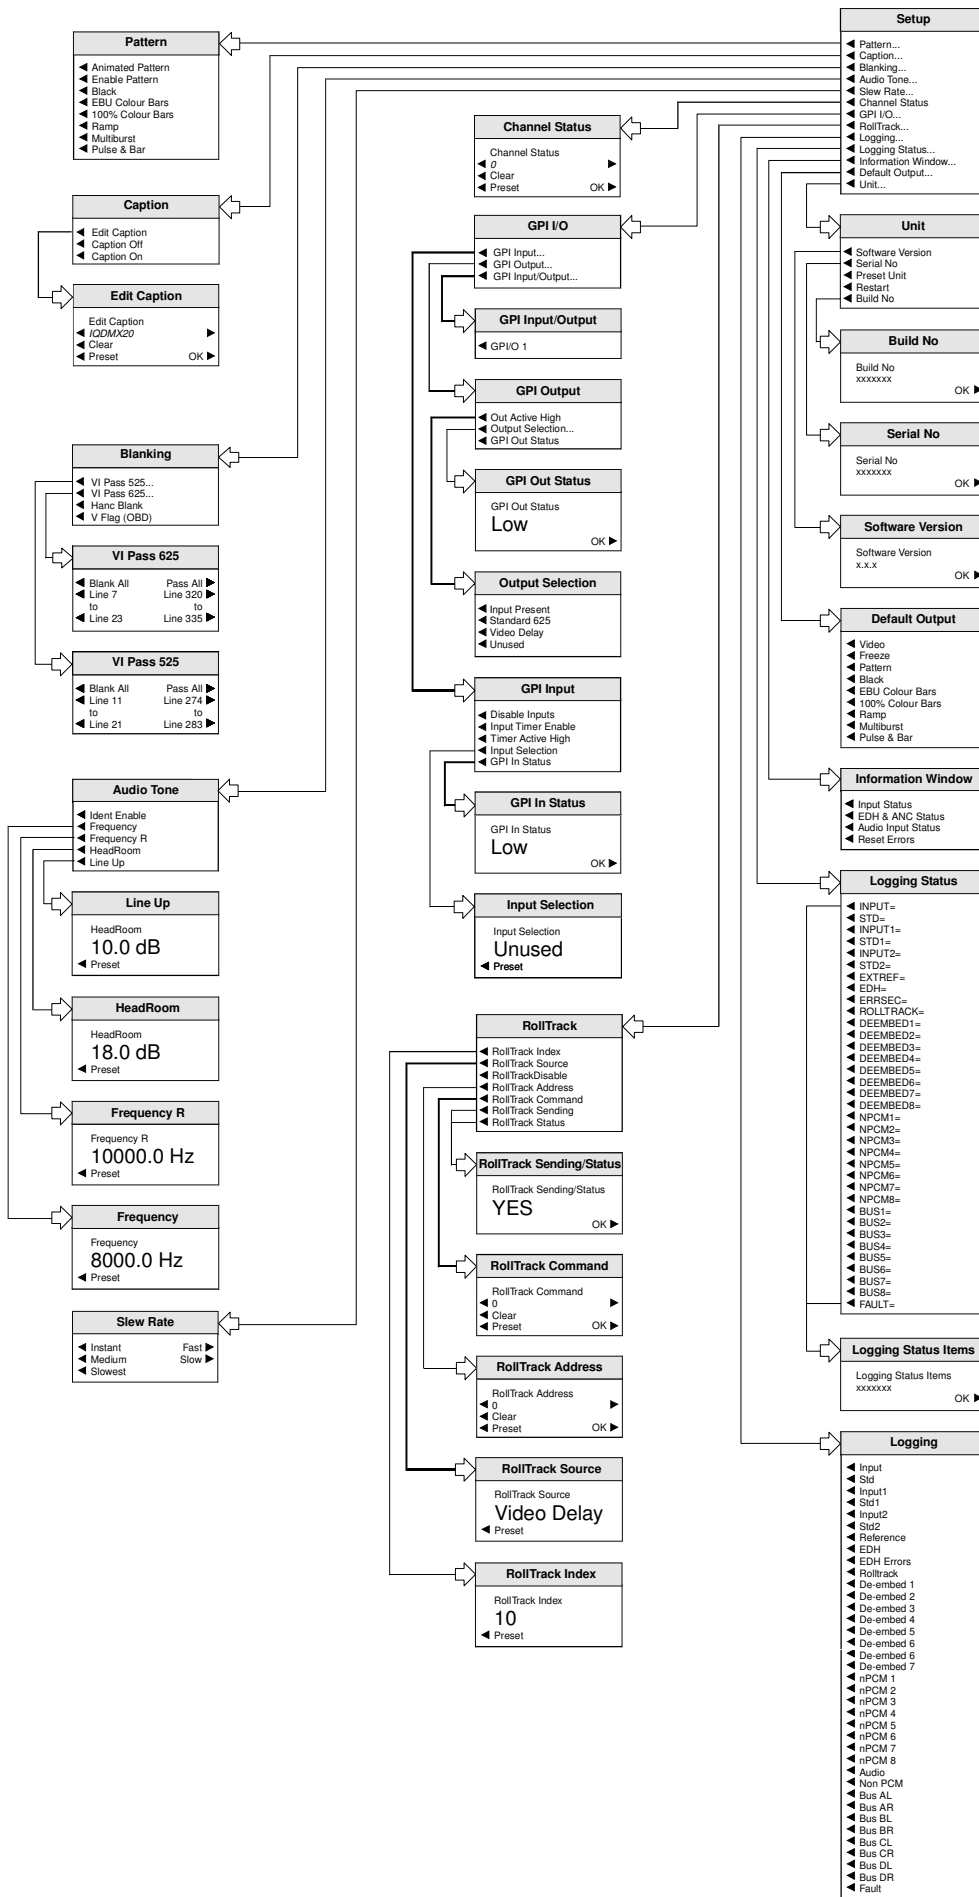 Setup
Pattern...
Caption...
Blanking...
Audio Tone...
Slew Rate...
Channel Status
GPI I/O...
RollTrack...
Logging...
Logging Status...
Information Window...
Default Output...
Unit...
Pattern
Animated Pattern
Enable Pattern
Black
EBU Colour Bars
100% Colour Bars
Ramp
Multiburst
Pulse & Bar
Caption
Edit Caption
Caption Off
Caption On
Edit Caption
Edit Caption
IQDMX20
Clear
Preset OK
Blanking
VI Pass 525...
VI Pass 625...
Hanc Blank
V Flag (OBD)
VI Pass 625
Blank All Pass All
Line 7 Line 320
to to
Line 23 Line 335
VI Pass 525
Blank All Pass All
Line 11 Line 274
to to
Line 21 Line 283
Audio Tone
Ident Enable
Frequency
Frequency R
HeadRoom
Line Up
Line Up
HeadRoom
10.0 dB
Preset
HeadRoom
HeadRoom
18.0 dB
Preset
Frequency R
Frequency R
10000.0 Hz
Preset
Frequency
Frequency
8000.0 Hz
Preset
Slew Rate
Instant Fast
Medium Slow
Slowest
Channel Status
Channel Status
0
Clear
Preset OK
GPI I/O
GPI Input...
GPI Output...
GPI Input/Output...
GPI Input/Output
GPI/O 1
GPI Output
Out Active High
Output Selection...
GPI Out Status
GPI Out Status
GPI Out Status
Low
OK
Output Selection
Input Present
Standard 625
Video Delay
Unused
GPI Input
Disable Inputs
Input Timer Enable
Timer Active High
Input Selection
GPI In Status
GPI In Status
GPI In Status
Low
OK
Input Selection
Input Selection
Unused
Preset
RollTrack
RollTrack Index
RollTrack Source
RollTrackDisable
RollTrack Address
RollTrack Command
RollTrack Sending
RollTrack Status
RollTrack Sending/Status
RollTrack Sending/Status
YES
OK
RollTrack Command
RollTrack Command
0
Clear
Preset OK
RollTrack Address
RollTrack Address
0
Clear
Preset OK
RollTrack Source
RollTrack Source
Video Delay
Preset
RollTrack Index
RollTrack Index
10
Preset
Unit
Software Version
Serial No
Preset Unit
Restart
Build No
Build No
Build No
xxxxxxx
OK
Serial No
Serial No
xxxxxxx
OK
Software Version
Software Version
x.x.x
OK
Default Output
Video
Freeze
Pattern
Black
EBU Colour Bars
100% Colour Bars
Ramp
Multiburst
Pulse & Bar
Information Window
Input Status
EDH & ANC Status
Audio Input Status
Reset Errors
Logging Status
INPUT=
STD=
INPUT1=
STD1=
INPUT2=
STD2=
EXTREF=
EDH=
ERRSEC=
ROLLTRACK=
DEEMBED1=
DEEMBED2=
DEEMBED3=
DEEMBED4=
DEEMBED5=
DEEMBED6=
DEEMBED7=
DEEMBED8=
NPCM1=
NPCM2=
NPCM3=
NPCM4=
NPCM5=
NPCM6=
NPCM7=
NPCM8=
BUS1=
BUS2=
BUS3=
BUS4=
BUS5=
BUS6=
BUS7=
BUS8=
FAULT=
Logging Status Items
Logging Status Items
xxxxxxx
OK
Logging
Input
Std
Input1
Std1
Input2
Std2
Reference
EDH
EDH Errors
Rolltrack
De-embed 1
De-embed 2
De-embed 3
De-embed 4
De-embed 5
De-embed 6
De-embed 6
De-embed 7
nPCM 1
nPCM 2
nPCM 3
nPCM 4
nPCM 5
nPCM 6
nPCM 7
nPCM 8
Audio
Non PCM
Bus AL
Bus AR
Bus BL
Bus BR
Bus CL
Bus CR
Bus DL
Bus DR
Fault